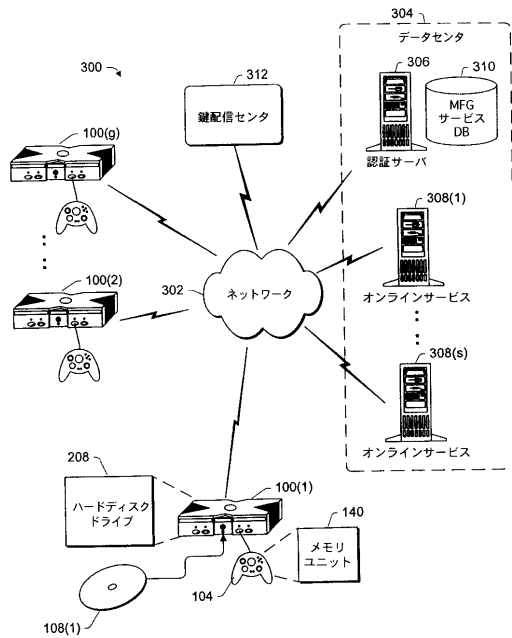 304
データセンタ
306
310
MFG
サービス
DB
認証サーバ
300
312
鍵配信センタ
100(g)
308(1)
オンラインサービス
100(2)
302
ネットワーク
308(s)
オンラインサービス
208
ハードディスク
ドライブ
100(1)
140
メモリ
ユニット
104
108(1)